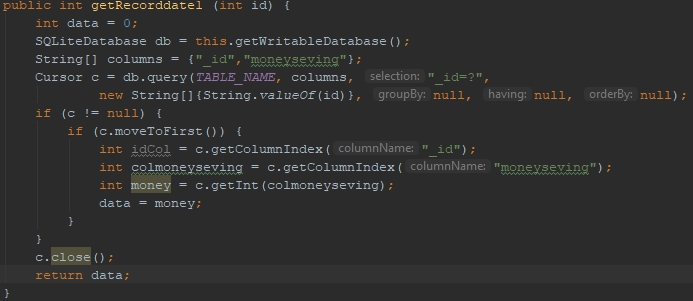 public int getRecorddate1 (int id) {
int data = 0;
SQLiteDatabase db = this.getWritableDatabase();
String[] columns = {"_id","moneyseving"};
Cursor c = db.query(TABLE_NAME, columns, selection: "_id=?",
new String[]{String.valueOf(id)}, groupBy: null, having: null, orderBy: null);
if (c != null) {
if (c.moveToFirst()) {
int idCol = c.getColumnIndex( columnName: "_id");
int colmoneyseving = c.getColumnIndex( columnName: "moneyseving");
int money = c.getInt(colmoneyseving);
data = money;
}
}
c.close();
return data;
}